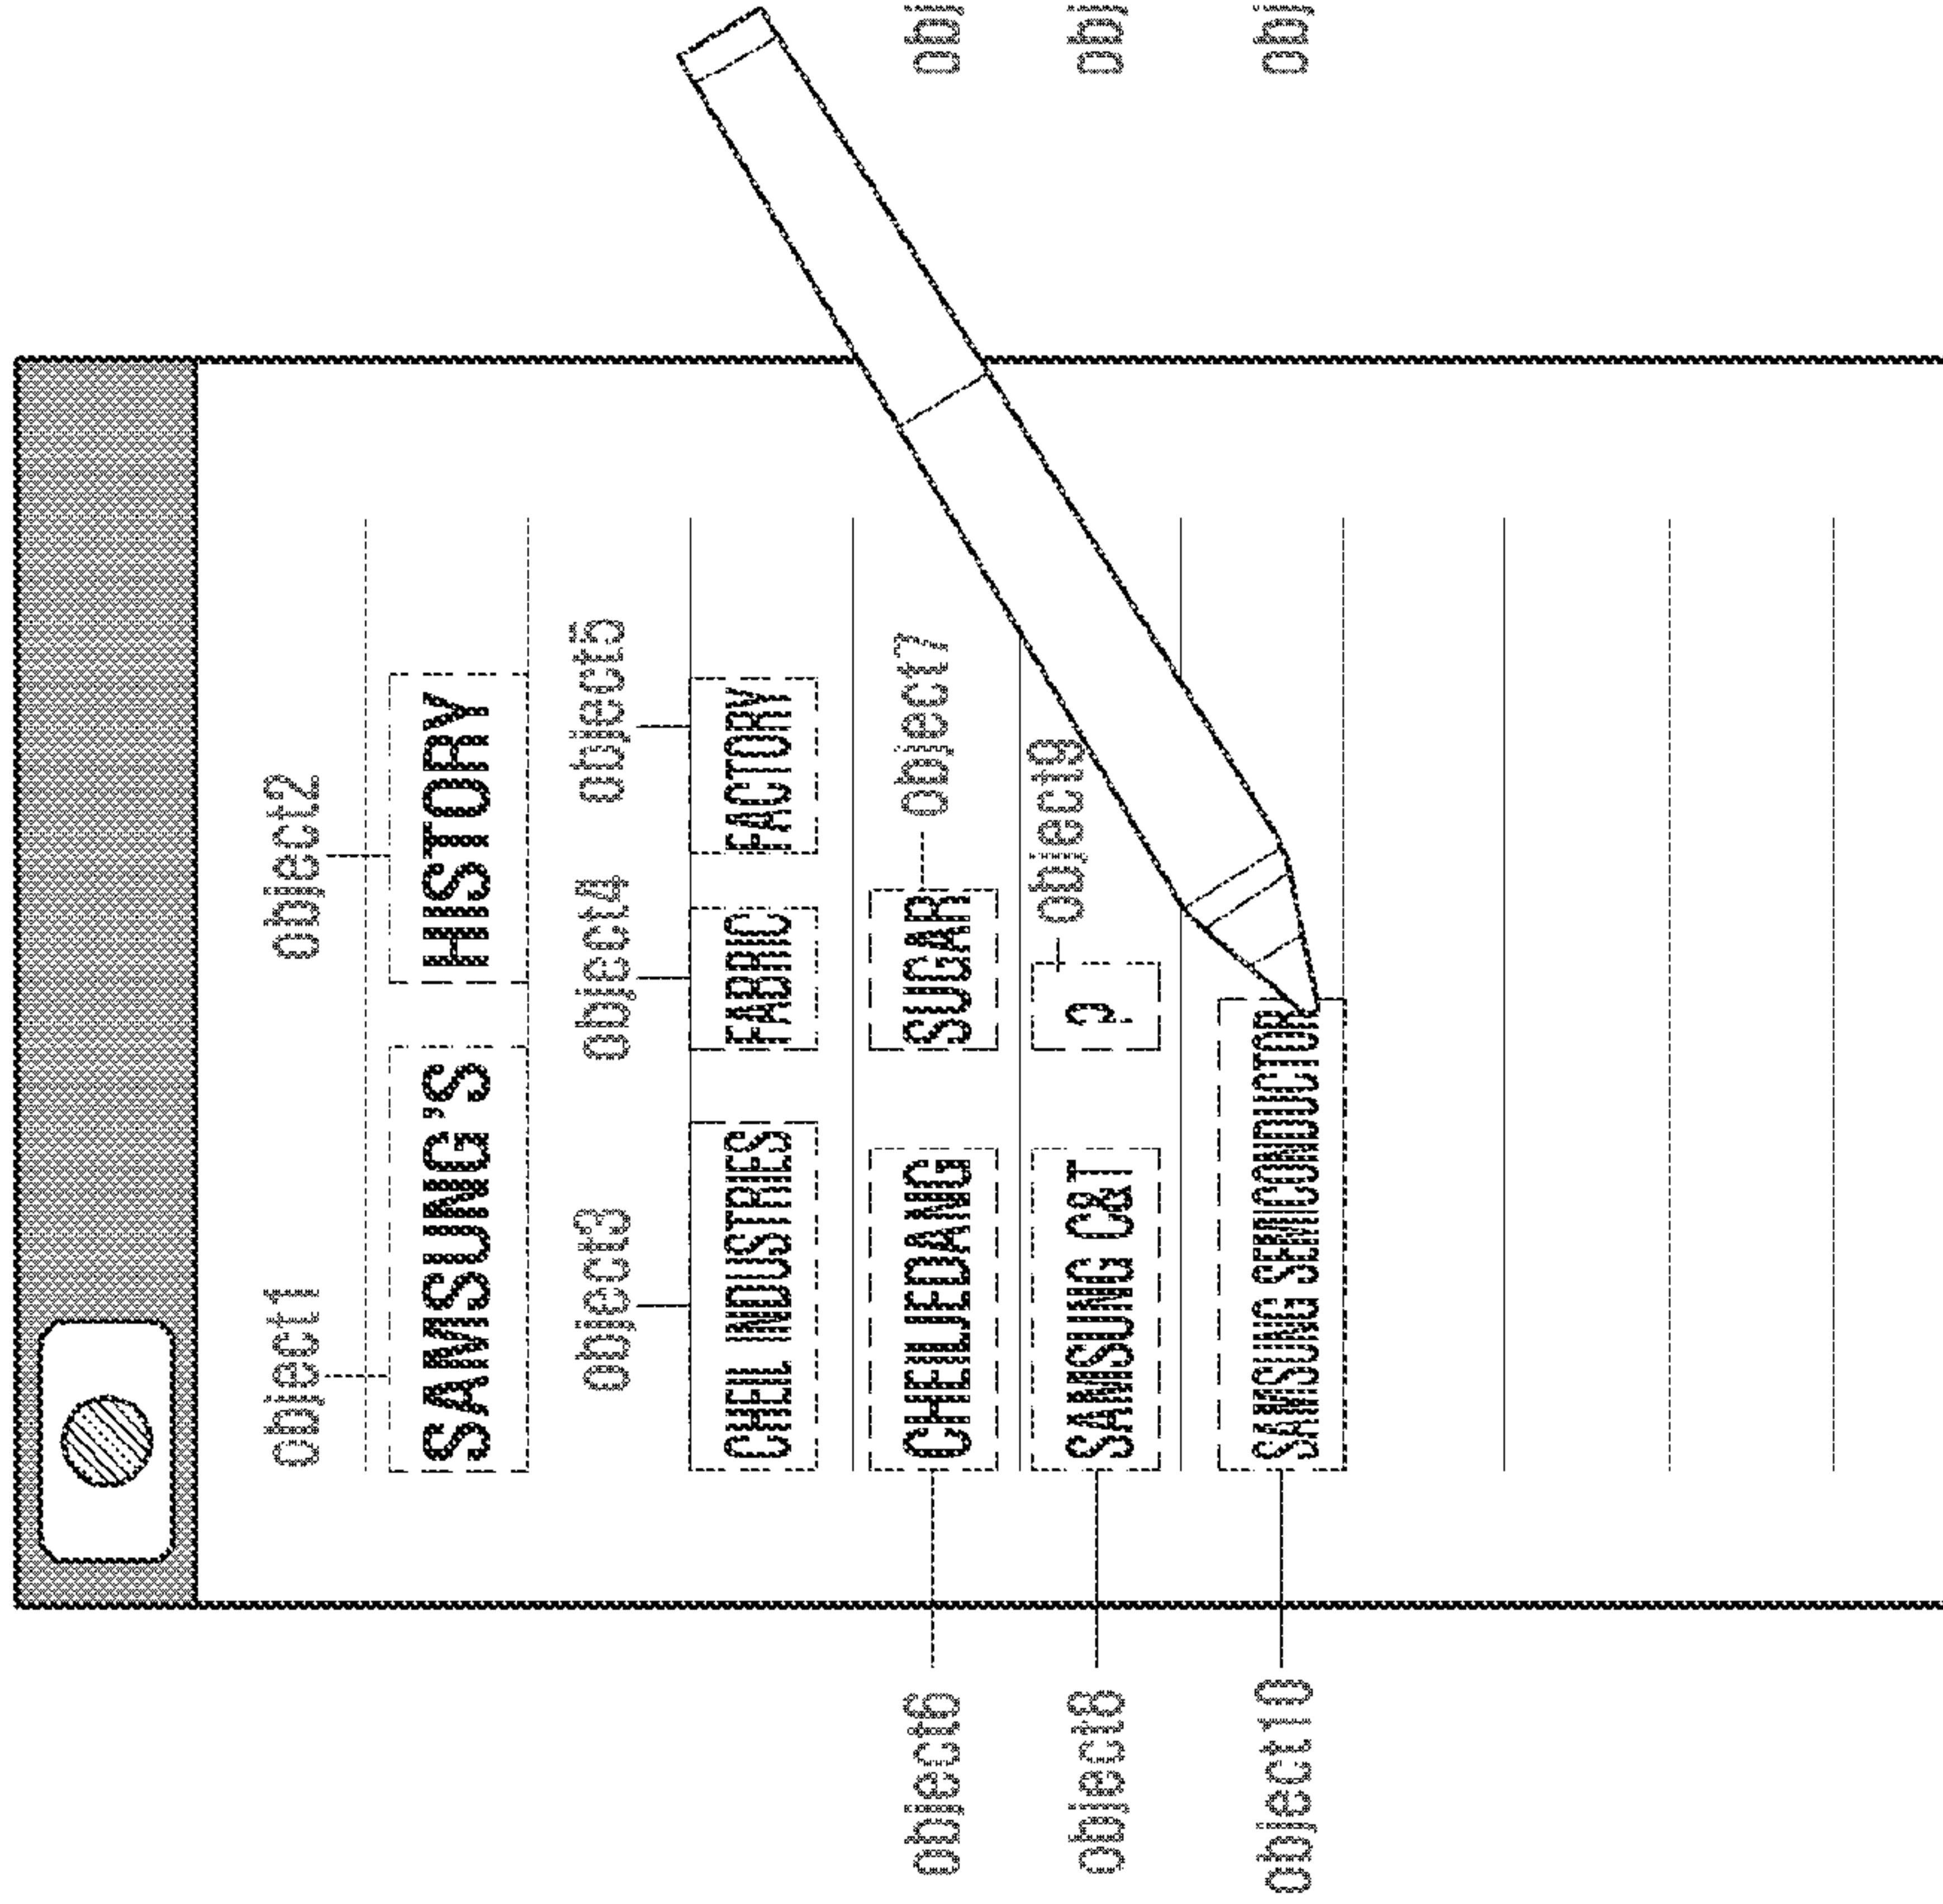 object1 object2
SAMSUNG'S HISTORY
object3 object4 object5
CHEIL INDUSTRIES FABRIC FACTORY
object6 CHEILJEDANG SUGAR object7
object8 SAMSUNG C&T object9
object10 SAMSUNG SEMICONDUCTOR